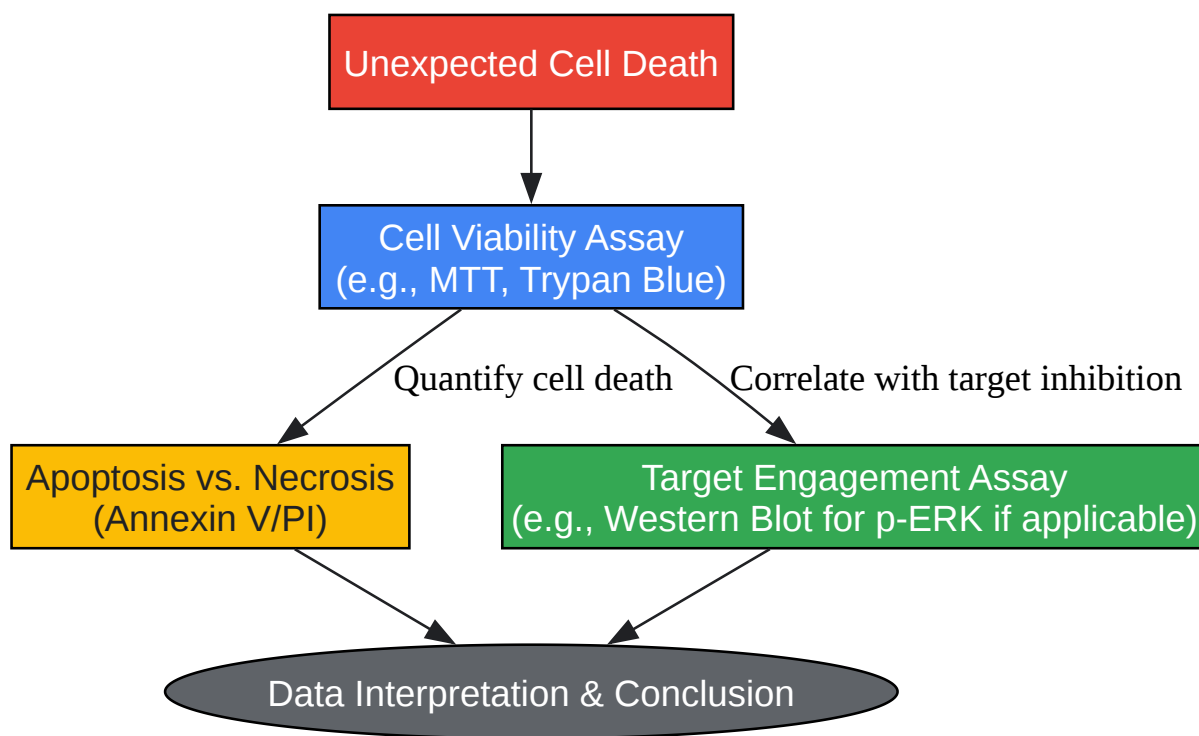 Unexpected Cell Death
Cell Viability Assay
(e.g., MTT, Trypan Blue)
Quantify cell death
Correlate with target inhibition
Apoptosis vs. Necrosis
(Annexin V/PI)
Target Engagement Assay
(e.g., Western Blot for p-ERK if applicable)
Data Interpretation & Conclusion